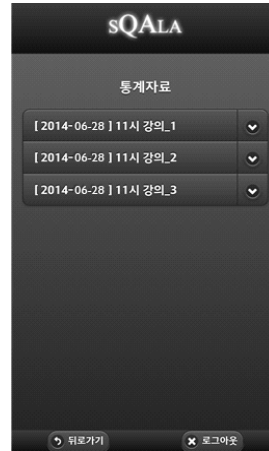 sQALA
통계자료
[ 2014-06-28 ] 11시 강의_1
[ 2014-06-28 ] 11시 강의_2
[ 2014-06-28 ] 11시 강의_3
뒤로가기 로그아웃